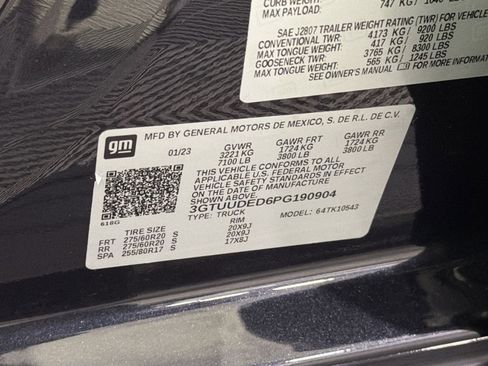 CURB WEIGHT:
MAX PAYLOAD: 747 KG /
SAE J2807 TRAILER WEIGHT RATING (TWR) FOR VEHICLE
CONVENTIONAL TWR: 4173 KG / 9200 LBS
MAX TONGUE WEIGHT: 417 KG / 920 LBS
GOOSENECK TWR: 3765 KG / 8300 LBS
MAX TONGUE WEIGHT: 565 KG / 1245 LBS
SEE OWNER'S MANUAL FOR MORE INFORMATION
gm
MFD BY GENERAL MOTORS DE MEXICO, S. DE R.L. DE C.V.
01/23 GVWR GAWR FRT GAWR RR
3221 KG 1724 KG 1724 KG
7100 LB 3800 LB 3800 LB
THIS VEHICLE CONFORMS TO ALL APPLICABLE
U.S. FEDERAL MOTOR VEHICLE SAFETY STANDARDS IN EFFECT
ON THE DATE OF MANUFACTURE
SHOWN ABOVE
3GTUUDED6PG190904
618G TYPE: TRUCK MODEL: 64TK10543
TIRE SIZE RIM
FRT 275/60R20 S 20X9J
RR 275/60R20 S 20X9J
SPA 255/80R17 S 17X8J